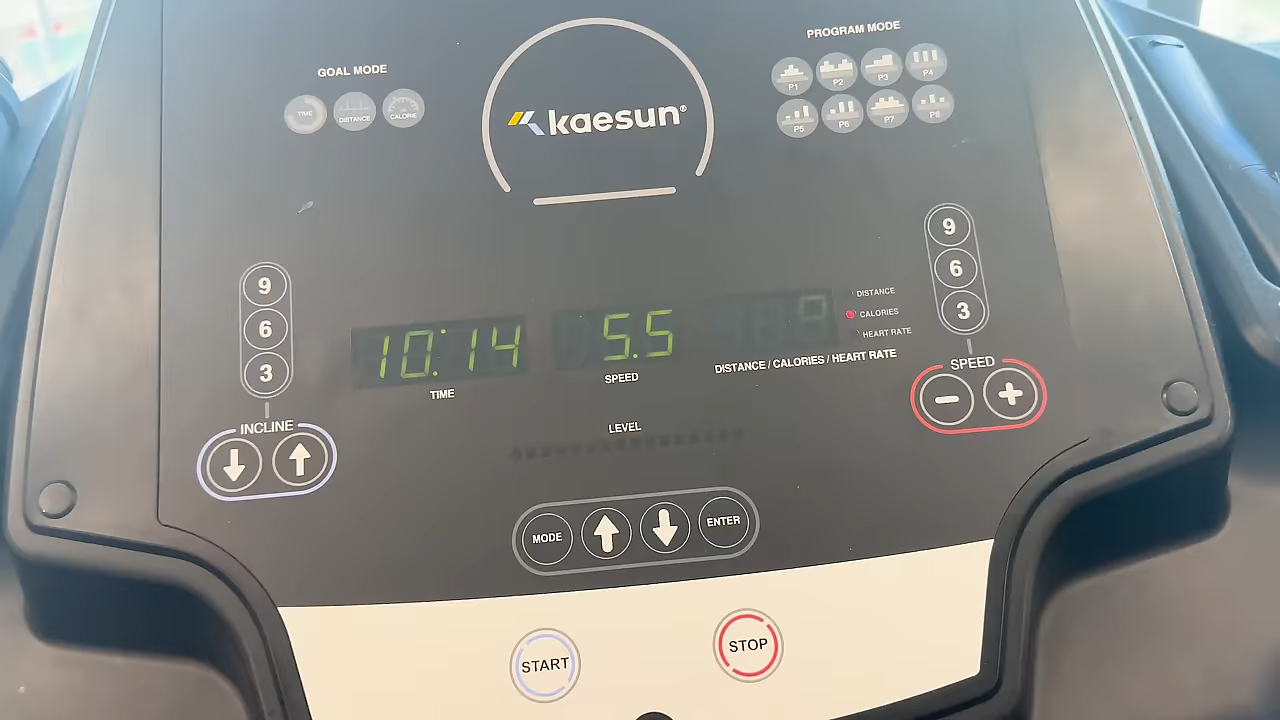 GOAL MODE
TIME
DISTANCE
CALORIE
kaesun®
PROGRAM MODE
P1
P2
P3
P4
P5
P6
P7
P8
9
6
3
INCLINE
10:14
TIME
5.5
SPEED
DISTANCE
CALORIES
HEART RATE
DISTANCE / CALORIES / HEART RATE
LEVEL
9
6
3
SPEED
MODE
ENTER
START
STOP